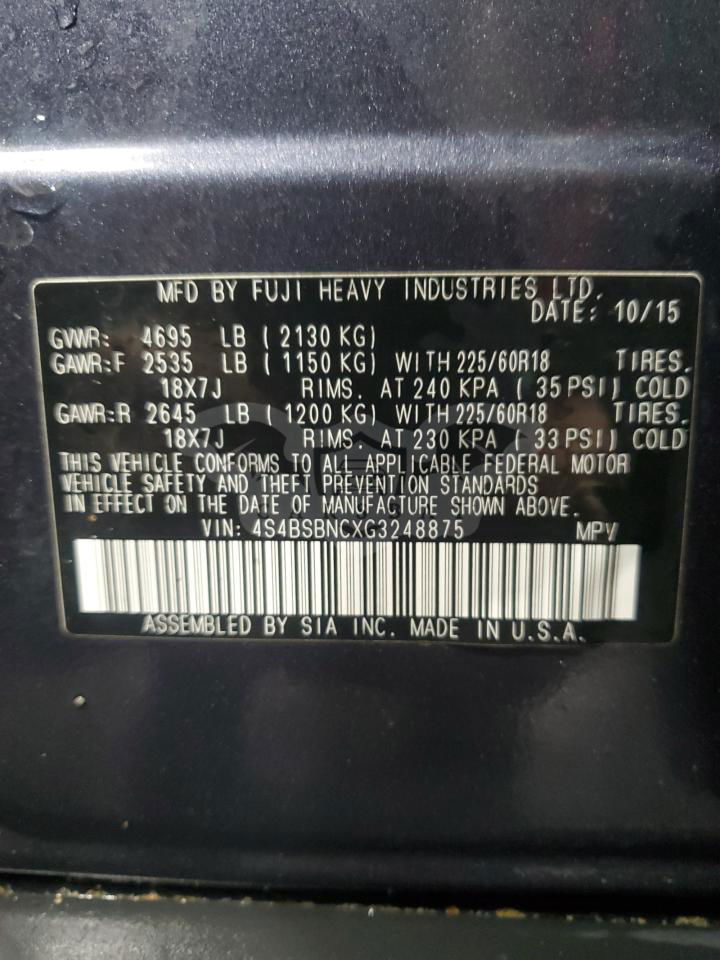 MFD BY FUJI HEAVY INDUSTRIES LTD.
DATE: 10/15
GVWR: 4695 LB ( 2130 KG)
GAWR:F 2535 LB ( 1150 KG) WITH 225/60R18 TIRES.
18X7J RIMS. AT 240 KPA ( 35 PSI) COLD
GAWR:R 2645 LB ( 1200 KG) WITH 225/60R18 TIRES.
18X7J RIMS. AT 230 KPA ( 33 PSI) COLD
THIS VEHICLE CONFORMS TO ALL APPLICABLE FEDERAL MOTOR
VEHICLE SAFETY AND THEFT PREVENTION STANDARDS
IN EFFECT ON THE DATE OF MANUFACTURE SHOWN ABOVE.
VIN: 4S4BSBNCXG3248875 MPV
ASSEMBLED BY SIA INC. MADE IN U.S.A.